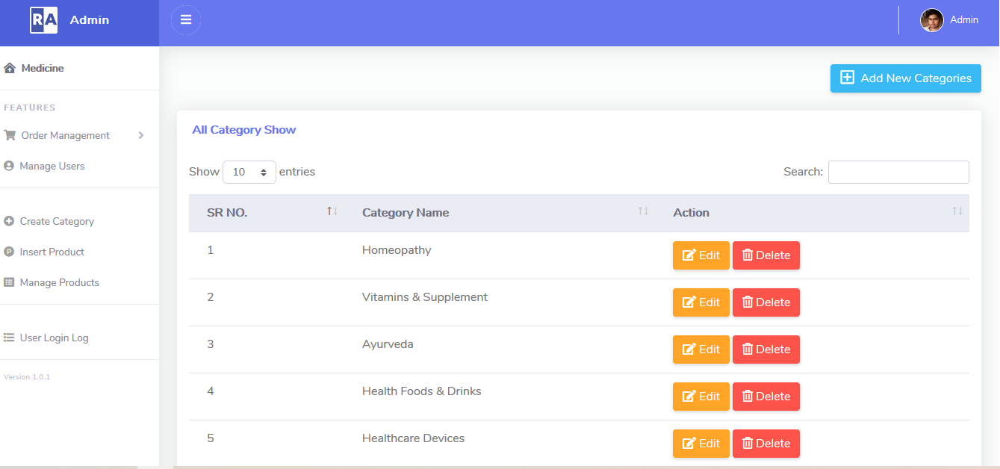 RA Admin
Admin
Medicine
Add New Categories
FEATURES
Order Management
Manage Users
Create Category
Insert Product
Manage Products
User Login Log
Version 1.0.1
All Category Show
Show 10 entries
Search:
SR NO. Category Name Action
1 Homeopathy Edit Delete
2 Vitamins & Supplement Edit Delete
3 Ayurveda Edit Delete
4 Health Foods & Drinks Edit Delete
5 Healthcare Devices Edit Delete